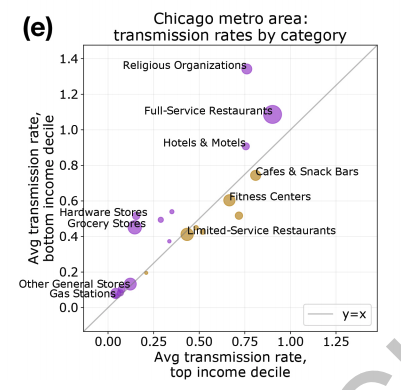 (e)
Chicago metro area:
transmission rates by category
Avg transmission rate,
bottom income decile
1.4
1.2
1.0
0.8
0.6
0.4
0.2
0.0
Religious Organizations
Full-Service Restaurants
Hotels & Motels
Cafes & Snack Bars
Fitness Centers
Hardware Stores
Grocery Stores
Limited-Service Restaurants
Other General Stores
Gas Stations
y=x
0.00 0.25 0.50 0.75 1.00 1.25
Avg transmission rate,
top income decile